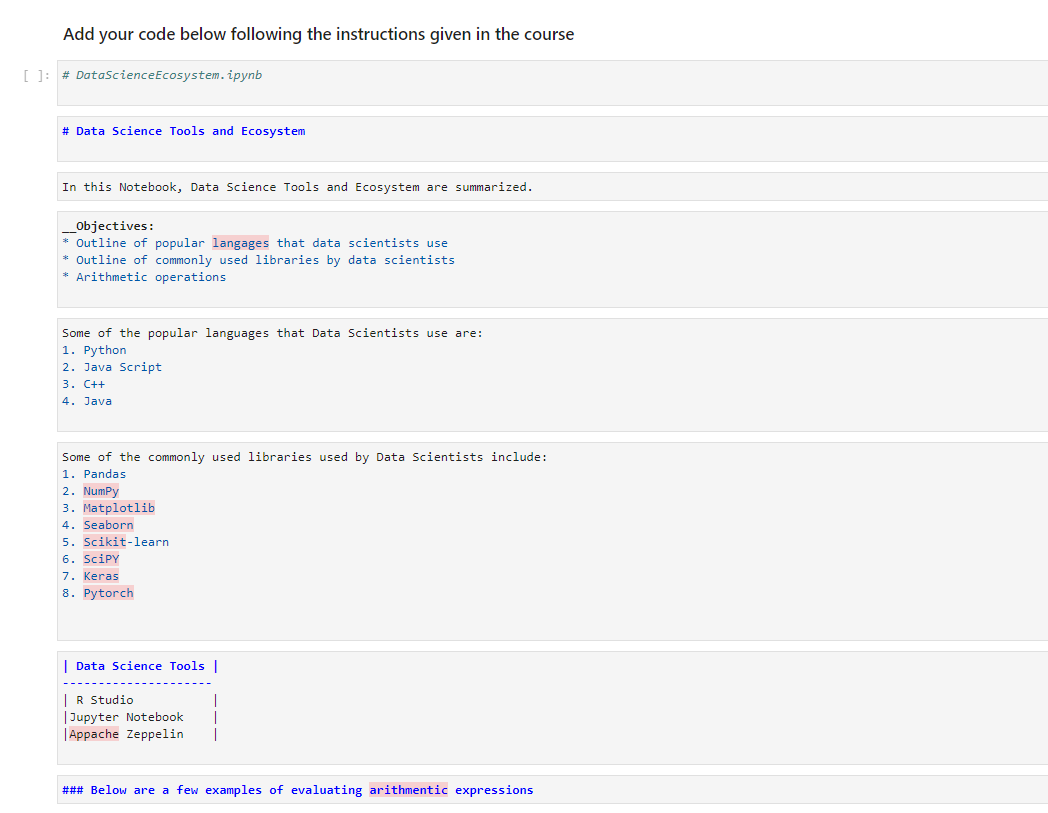 Add your code below following the instructions given in the course
[ ]: # DataScienceEcosystem.ipynb
# Data Science Tools and Ecosystem
In this Notebook, Data Science Tools and Ecosystem are summarized.
__Objectives:
* Outline of popular langages that data scientists use
* Outline of commonly used libraries by data scientists
* Arithmetic operations
Some of the popular languages that Data Scientists use are:
1. Python
2. Java Script
3. C++
4. Java
Some of the commonly used libraries used by Data Scientists include:
1. Pandas
2. NumPy
3. Matplotlib
4. Seaborn
5. Scikit-learn
6. SciPY
7. Keras
8. Pytorch
| Data Science Tools |
---------------------
| R Studio           |
|Jupyter Notebook    |
|Appache Zeppelin    |
### Below are a few examples of evaluating arithmentic expressions